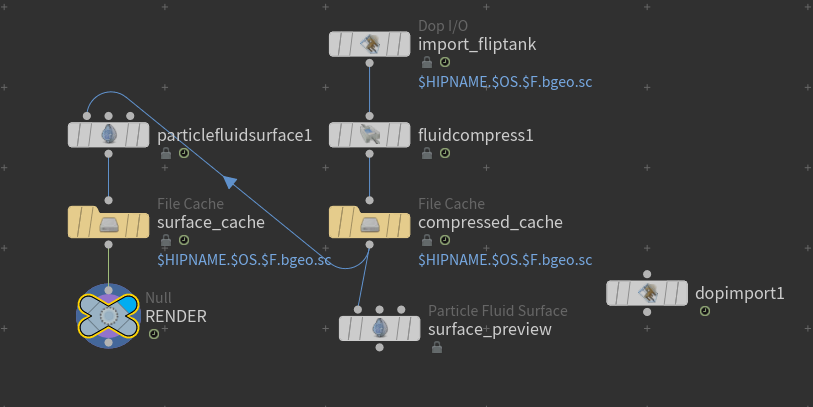 Dop I/O
import_fliptank
$HIPNAME.$OS.$F.bgeo.sc
particlefluidsurface1
fluidcompress1
File Cache
surface_cache
$HIPNAME.$OS.$F.bgeo.sc
File Cache
compressed_cache
$HIPNAME.$OS.$F.bgeo.sc
Null
RENDER
Particle Fluid Surface
surface_preview
dopimport1